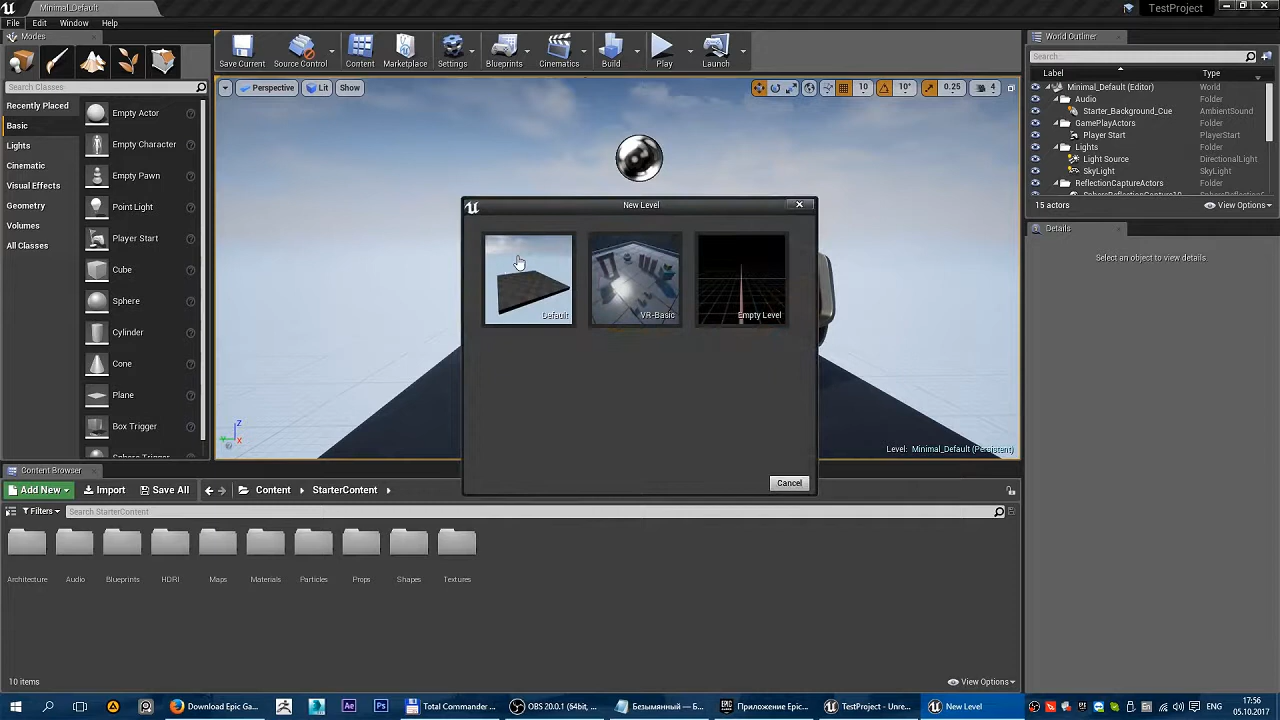 Minimal_Default
TestProject
File Edit Window Help
Modes
Search Classes
Recently Placed
Basic
Lights
Cinematic
Visual Effects
Geometry
Volumes
All Classes
Empty Actor
Empty Character
Empty Pawn
Point Light
Player Start
Cube
Sphere
Cylinder
Cone
Plane
Box Trigger
Sphere Trigger
Save Current Source Control Content Marketplace Settings Blueprints Cinematics Build Play Launch
Perspective Lit Show
10 10° 0.25 4
New Level
Default
VR-Basic
Empty Level
Cancel
Z
X
Level: Minimal_Default (Persistent)
World Outliner
Search...
Label Type
Minimal_Default (Editor) World
Audio Folder
Starter_Background_Cue AmbientSound
GamePlayActors Folder
Player Start PlayerStart
Lights Folder
Light Source DirectionalLight
SkyLight SkyLight
ReflectionCaptureActors Folder
15 actors View Options
Details
Select an object to view details.
Content Browser
Add New Import Save All Content StarterContent
Filters Search StarterContent
Architecture Audio Blueprints HDRI Maps Materials Particles Props Shapes Textures
10 items View Options
Download Epic Ga...
Ae
Ps
Total Commander ...
OBS 20.0.1 (64bit, ...
Безымянный — Б...
Приложение Epic...
TestProject - Unre...
New Level
ENG
17:56
05.10.2017